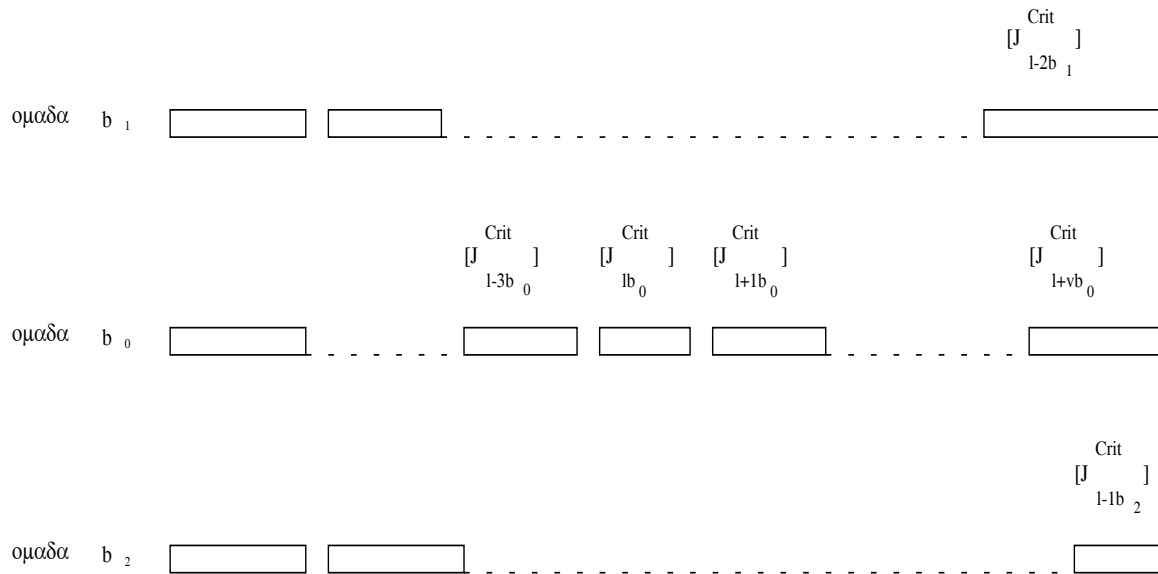 Crit
[J ]
l-2b 1
ομαδα b 1
Crit Crit Crit Crit
[J ] [J ] [J ] [J ]
l-3b 0 lb 0 l+1b 0 l+vb 0
ομαδα b 0
Crit
[J ]
l-1b 2
ομαδα b 2